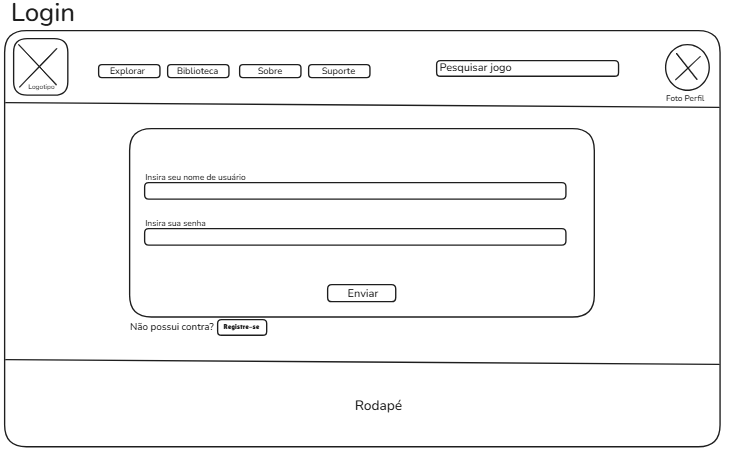 Login
Logotipo
Explorar
Biblioteca
Sobre
Suporte
Pesquisar jogo
Foto Perfil
Insira seu nome de usuário
Insira sua senha
Enviar
Não possui contra? Registre-se
Rodapé